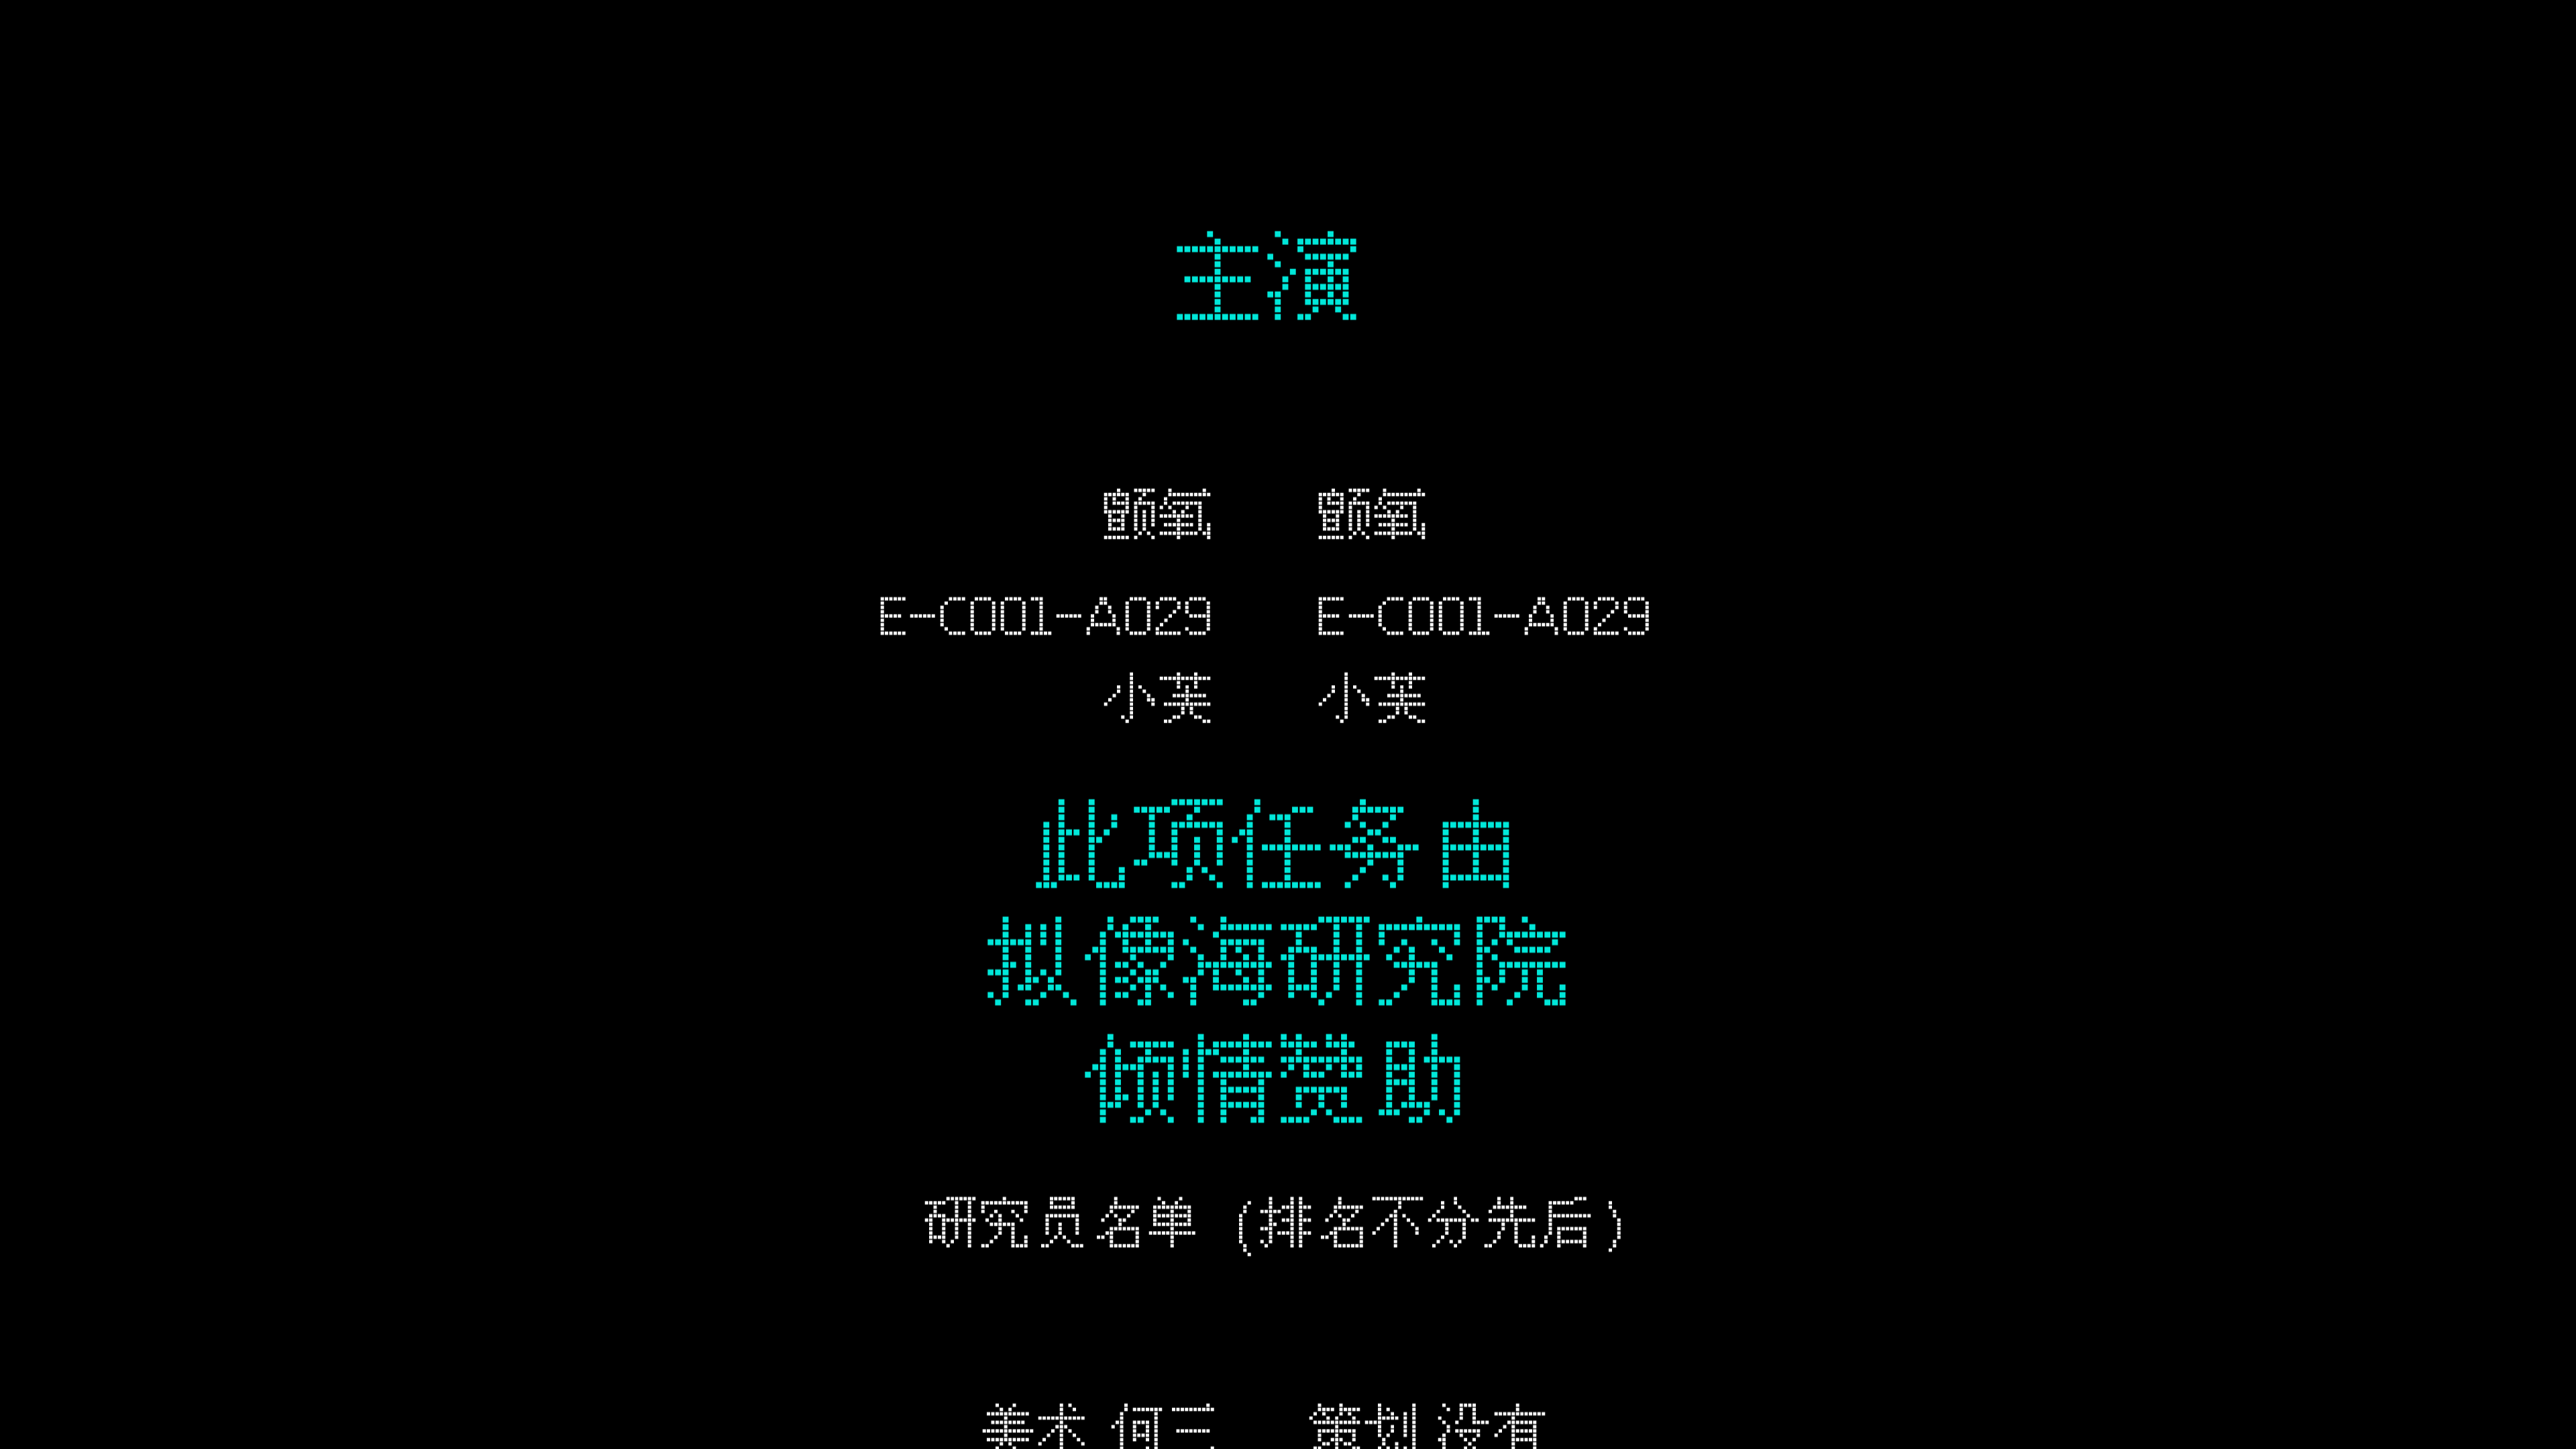 主演
颤氧 颤氧
E-C001-A029 E-C001-A029
小芙 小芙
此项任务由
拟像海研究院
倾情赞助
研究员名单 (排名不分先后)
美术 何三 策划 没有